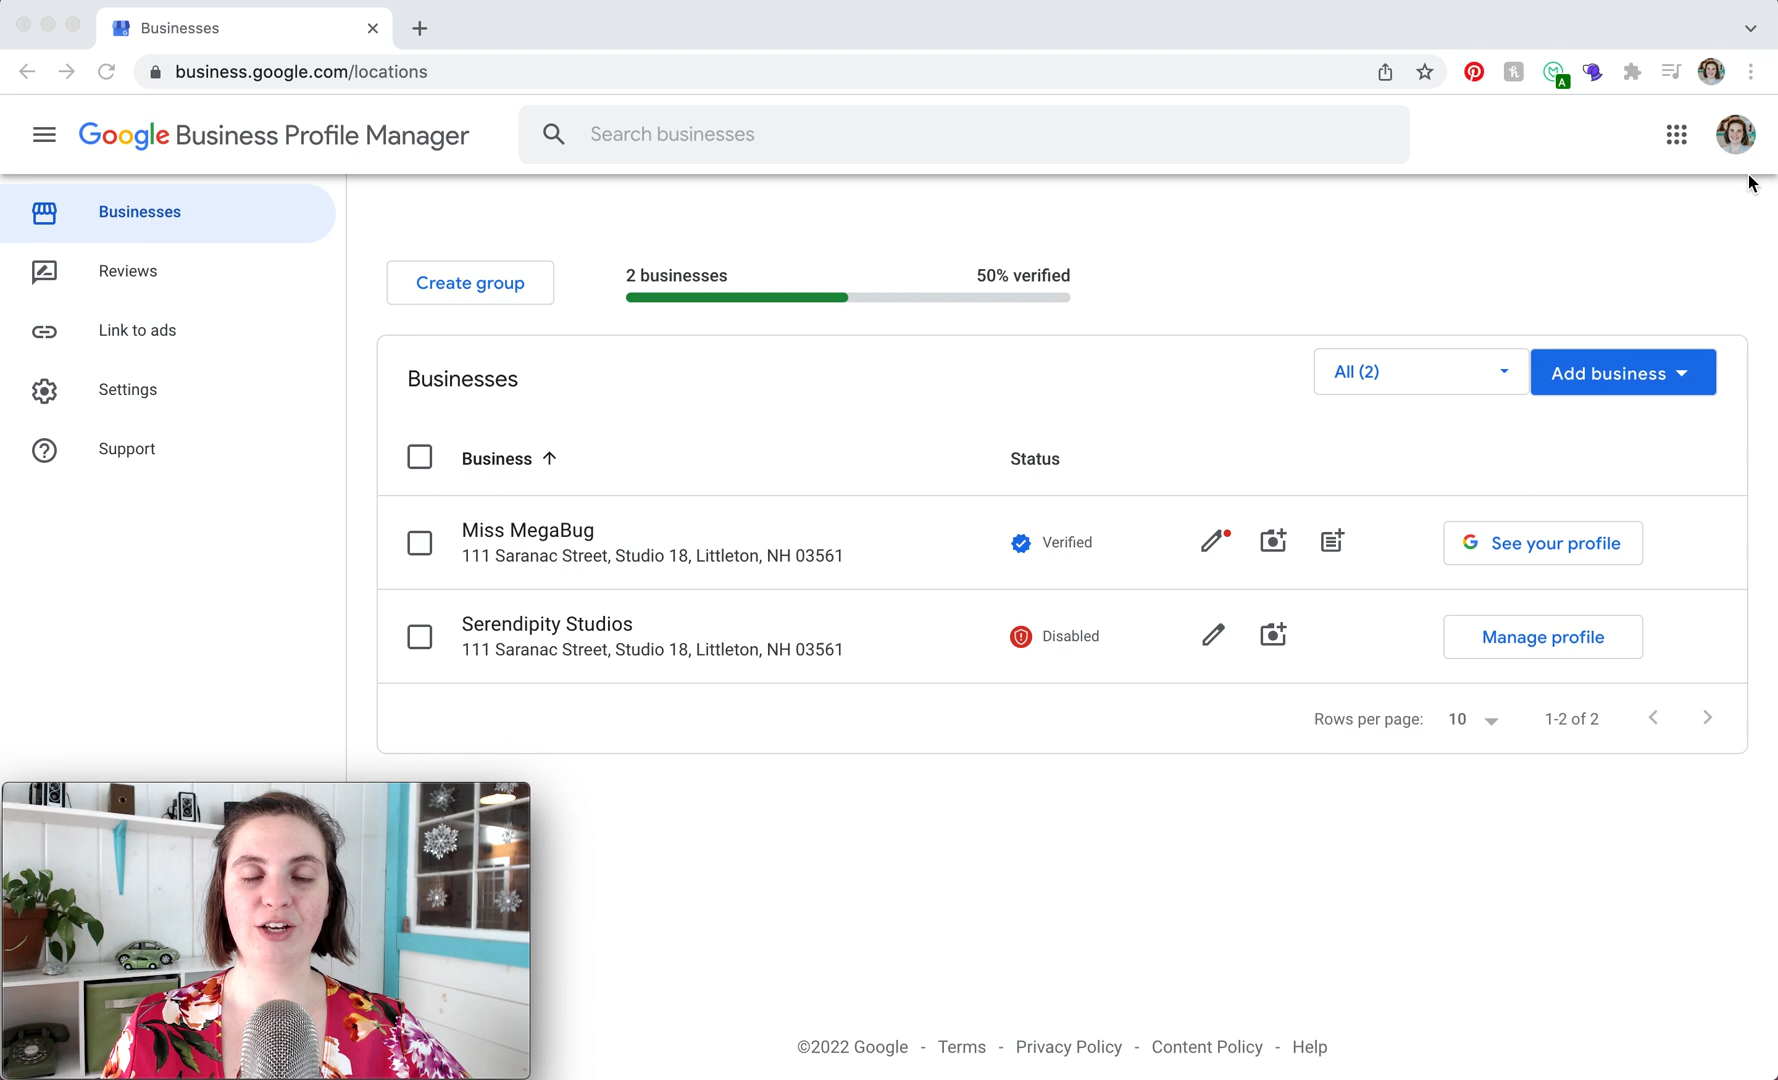 Businesses
business.google.com/locations
A
Google Business Profile Manager
Search businesses
Businesses
Reviews
Link to ads
Settings
Support
Create group
2 businesses
50% verified
Businesses
All (2)
Add business
Business
Status
Miss MegaBug
111 Saranac Street, Studio 18, Littleton, NH 03561
Verified
See your profile
Serendipity Studios
111 Saranac Street, Studio 18, Littleton, NH 03561
Disabled
Manage profile
Rows per page:
10
1-2 of 2
©2022 Google - Terms - Privacy Policy - Content Policy - Help